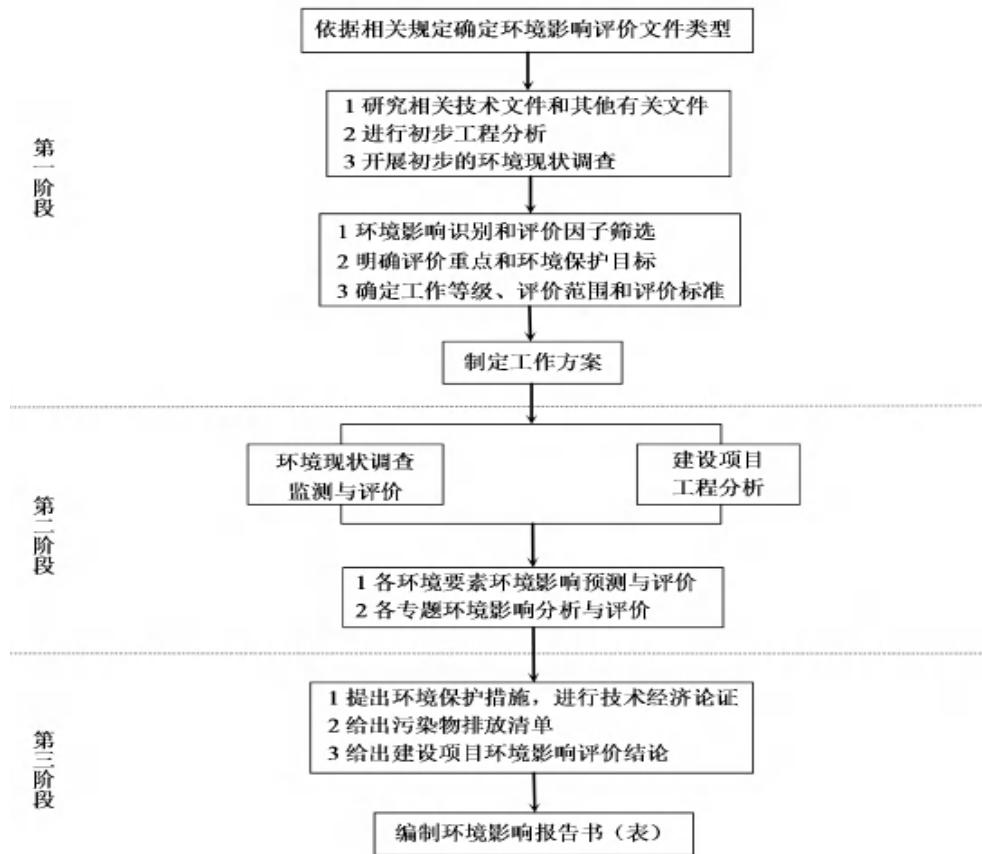 依据相关规定确定环境影响评价文件类型
1 研究相关技术文件和其他有关文件
2 进行初步工程分析
3 开展初步的环境现状调查
第一阶段
1 环境影响识别和评价因子筛选
2 明确评价重点和环境保护目标
3 确定工作等级、评价范围和评价标准
制定工作方案
环境现状调查
监测与评价
建设项目
工程分析
第二阶段
1 各环境要素环境影响预测与评价
2 各专题环境影响分析与评价
1 提出环境保护措施，进行技术经济论证
2 给出污染物排放清单
3 给出建设项目环境影响评价结论
第三阶段
编制环境影响报告书（表）